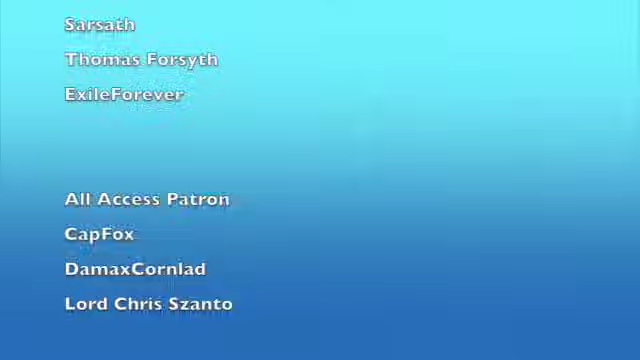 Sarsath
Thomas Forsyth
ExileForever
All Access Patron
CapFox
DamaxCornlad
Lord Chris Szanto